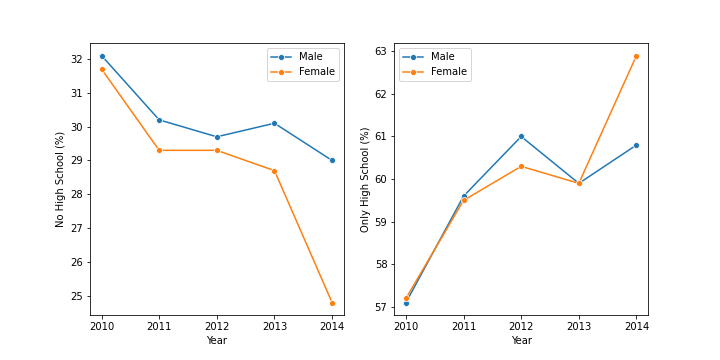 Male
Female
No High School (%)
32
31
30
29
28
27
26
25
2010 2011 2012 2013 2014
Year
Male
Female
Only High School (%)
63
62
61
60
59
58
57
2010 2011 2012 2013 2014
Year